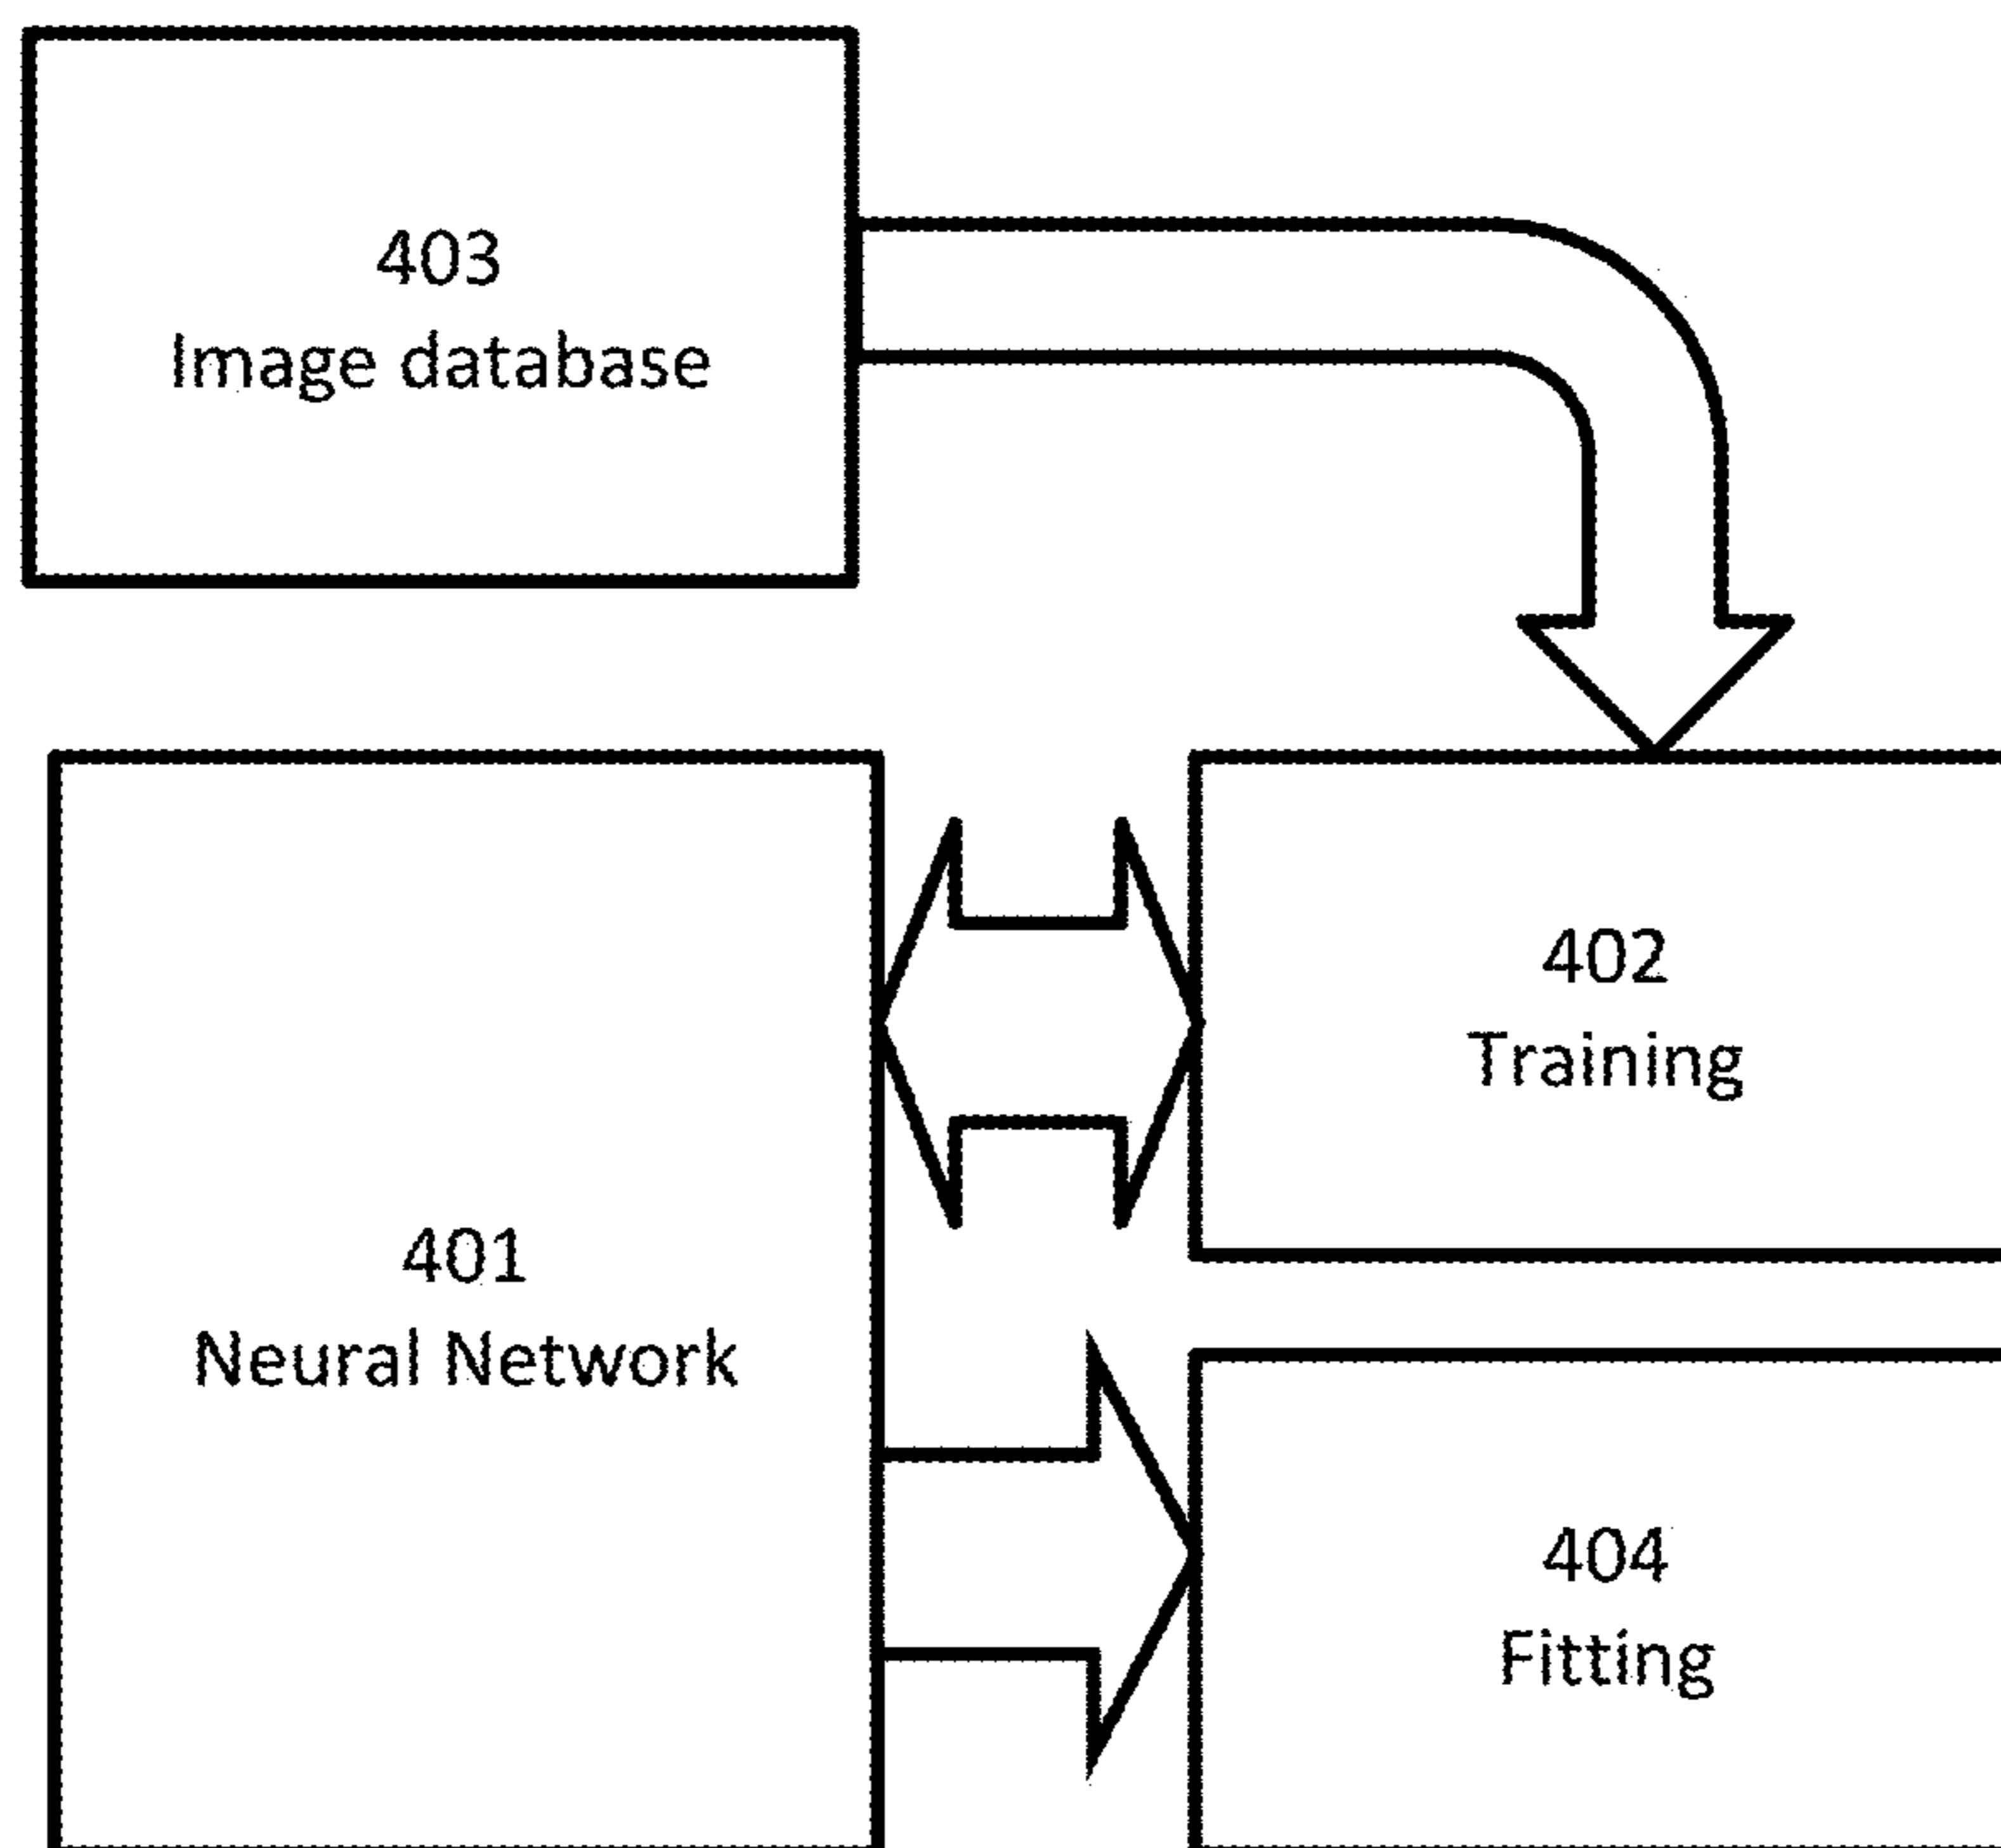 403
Image database
402
Training
401
Neural Network
404
Fitting